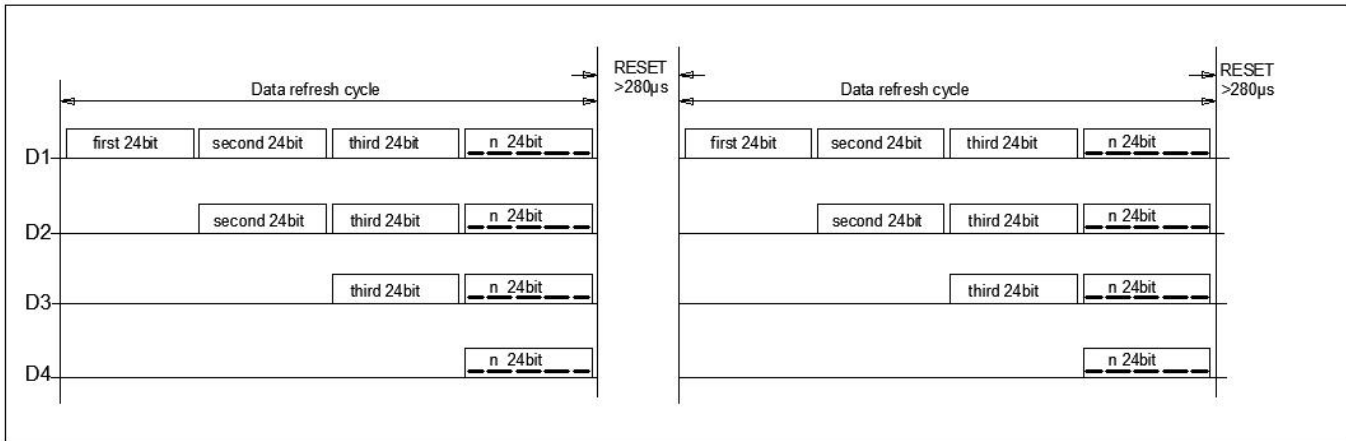 RESET
>280µs
RESET
>280µs
Data refresh cycle
Data refresh cycle
D1 first 24bit second 24bit third 24bit n 24bit first 24bit second 24bit third 24bit n 24bit
D2 second 24bit third 24bit n 24bit second 24bit third 24bit n 24bit
D3 third 24bit n 24bit third 24bit n 24bit
D4 n 24bit n 24bit